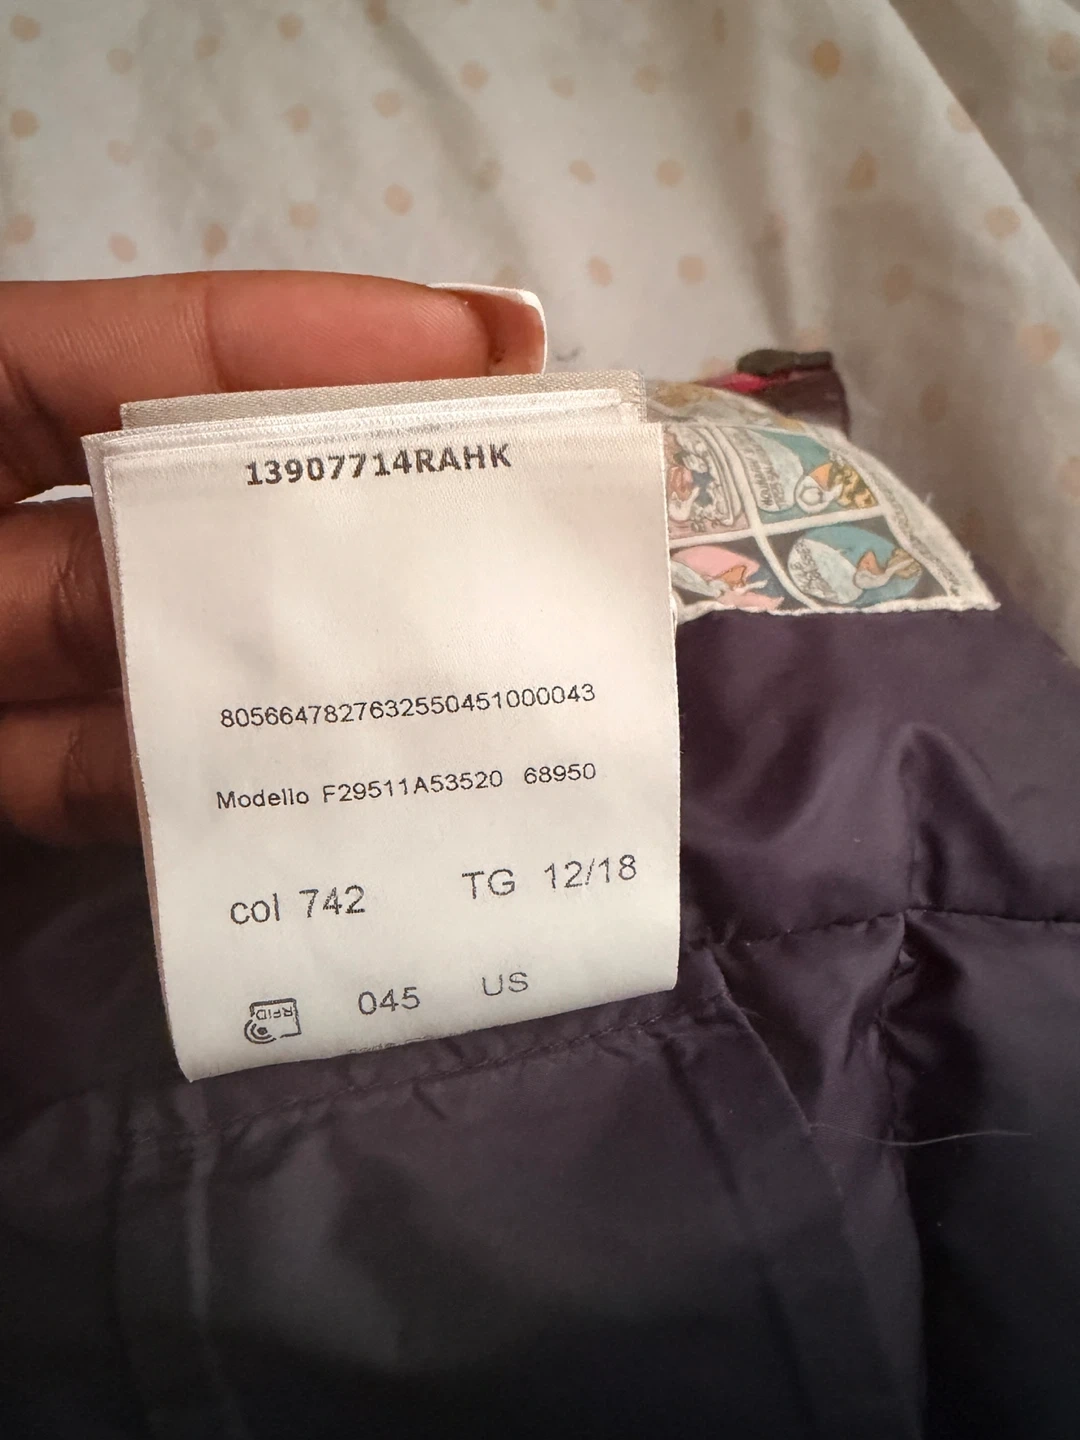 13907714RAHK
8056647827632550451000043
Modello F29511A53520 68950
col 742 TG 12/18
RFID 045 US